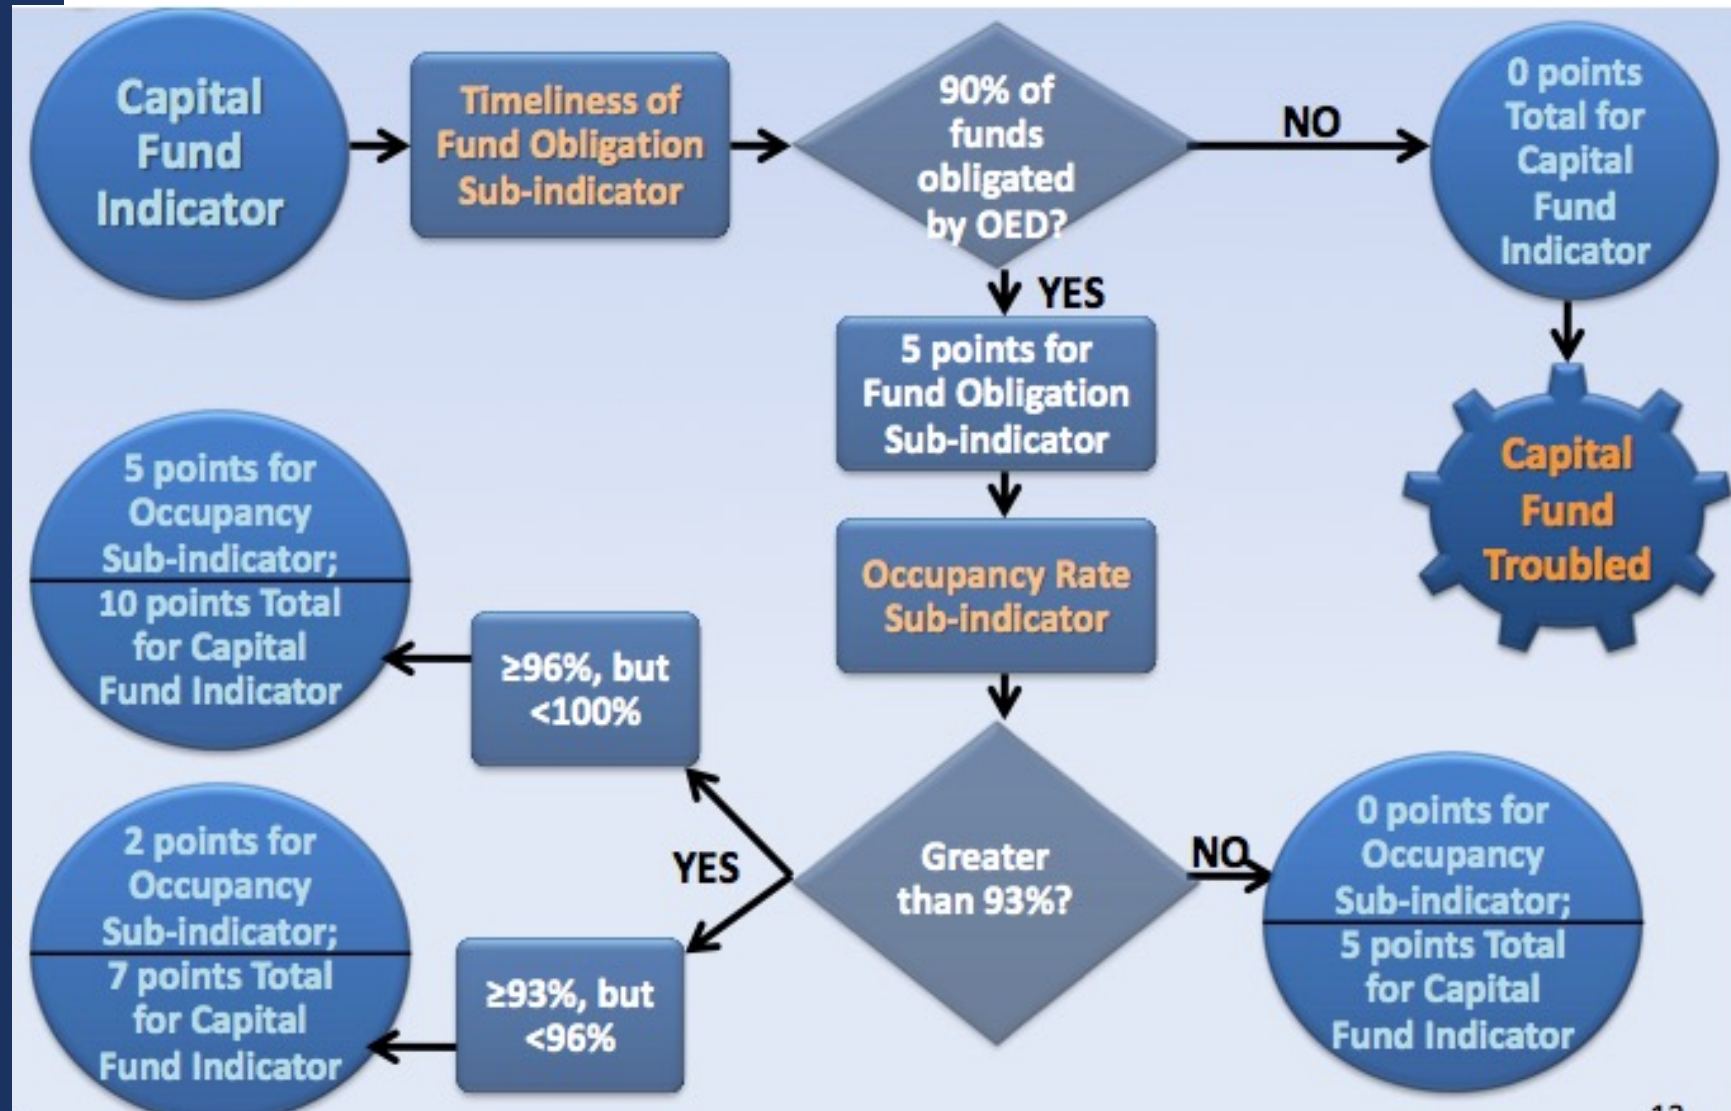 Capital
Fund
Indicator
Timeliness of
Fund Obligation
Sub-indicator
90% of
funds
obligated
by OED?
NO
0 points
Total for
Capital
Fund
Indicator
YES
5 points for
Fund Obligation
Sub-indicator
Capital
Fund
Troubled
Occupancy Rate
Sub-indicator
5 points for
Occupancy
Sub-indicator;
10 points Total
for Capital
Fund Indicator
≥96%, but
<100%
YES
Greater
than 93%?
NO
0 points for
Occupancy
Sub-indicator;
5 points Total
for Capital
Fund Indicator
2 points for
Occupancy
Sub-indicator;
7 points Total
for Capital
Fund Indicator
≥93%, but
<96%